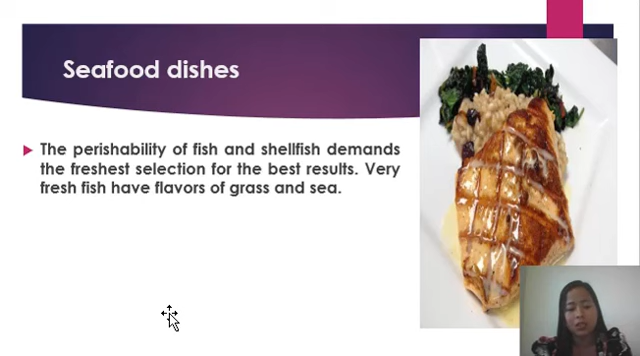 Seafood dishes
The perishability of fish and shellfish demands
the freshest selection for the best results. Very
fresh fish have flavors of grass and sea.